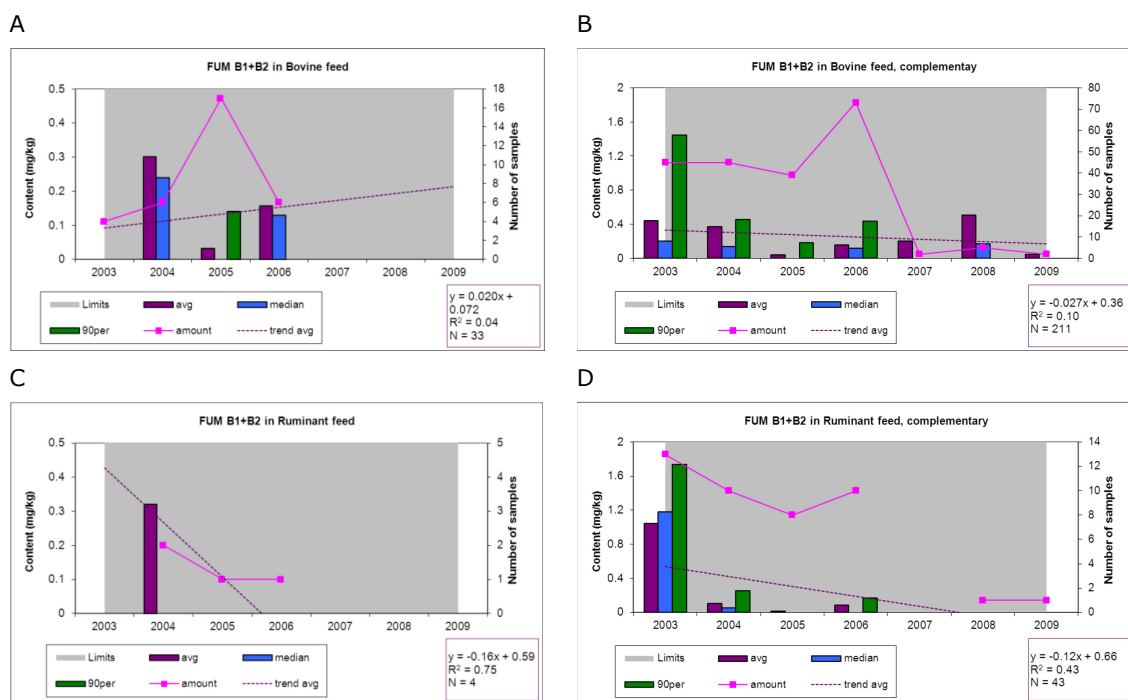 A
FUM B1+B2 in Bovine feed
Content (mg/kg)
0.5
0.4
0.3
0.2
0.1
0
18
16
14
12
10
8
6
4
2
0
Number of samples
2003 2004 2005 2006 2007 2008 2009
Limits avg median
90per amount trend avg
y = 0.020x +
0.072
R² = 0.04
N = 33
B
FUM B1+B2 in Bovine feed, complementay
Content (mg/kg)
2
1.6
1.2
0.8
0.4
0
80
70
60
50
40
30
20
10
0
Number of samples
2003 2004 2005 2006 2007 2008 2009
Limits avg median
90per amount trend avg
y = -0.027x + 0.36
R² = 0.10
N = 211
C
FUM B1+B2 in Ruminant feed
Content (mg/kg)
0.5
0.4
0.3
0.2
0.1
0
5
4
3
2
1
0
Number of samples
2003 2004 2005 2006 2007 2008 2009
Limits avg median
90per amount trend avg
y = -0.16x + 0.59
R² = 0.75
N = 4
D
FUM B1+B2 in Ruminant feed, complementary
Content (mg/kg)
2
1.6
1.2
0.8
0.4
0
14
12
10
8
6
4
2
0
Number of samples
2003 2004 2005 2006 2007 2008 2009
Limits avg median
90per amount trend avg
y = -0.12x + 0.66
R² = 0.43
N = 43